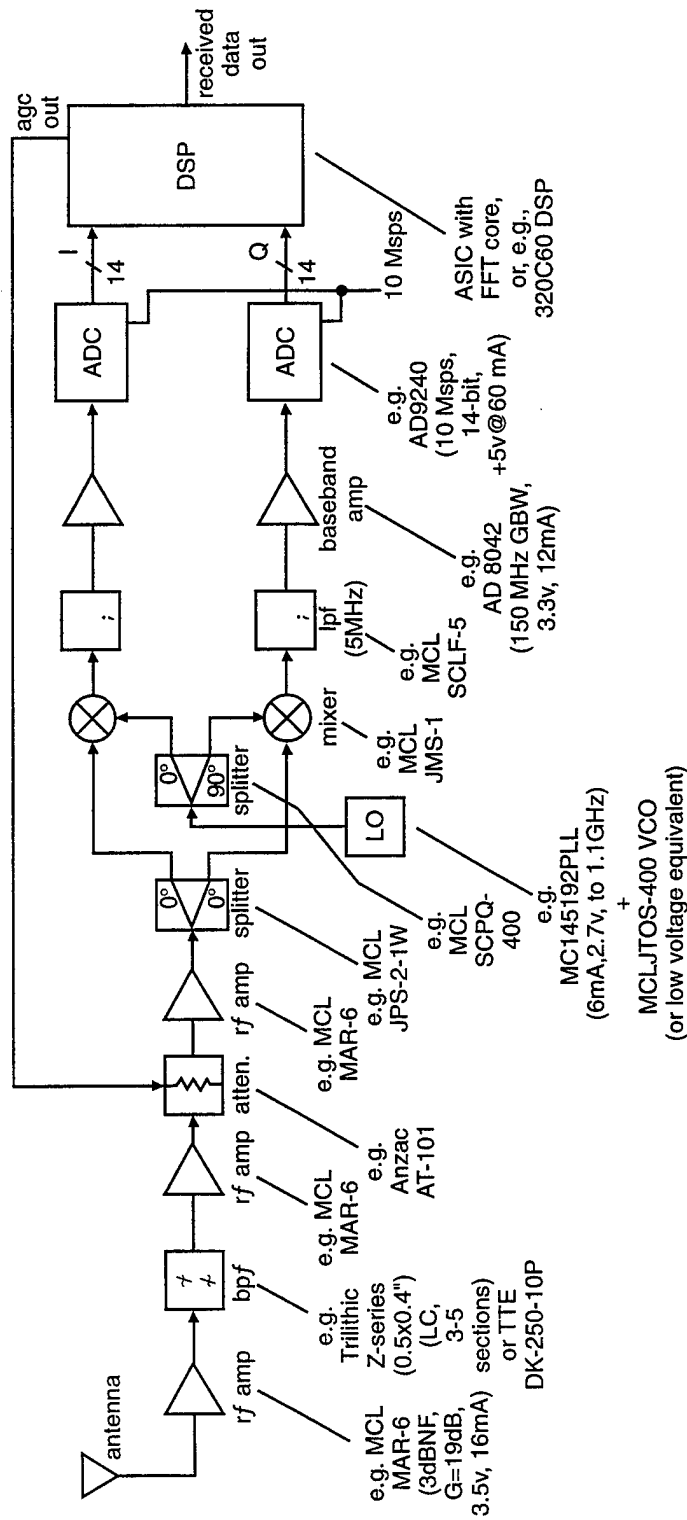 antenna
rf amp
e.g. MCL
MAR-6
(3dBNF,
G=19dB,
3.5v, 16mA)
bpf
e.g.
Trilithic
Z-series
(0.5x0.4")
(LC,
3-5
sections)
or TTE
DK-250-10P
rf amp
e.g. MCL
MAR-6
atten.
e.g.
Anzac
AT-101
rf amp
e.g. MCL
MAR-6
0°
0°
splitter
e.g. MCL
JPS-2-1W
0°
90°
splitter
e.g.
MCL
SCPQ-
400
LO
e.g.
MC145192PLL
(6mA,2.7v, to 1.1GHz)
+
MCLJTOS-400 VCO
(or low voltage equivalent)
mixer
e.g.
MCL
JMS-1
lpf
(5MHz)
e.g.
MCL
SCLF-5
baseband
amp
e.g.
AD 8042
(150 MHz GBW,
3.3v, 12mA)
ADC
ADC
e.g.
AD9240
(10 Msps,
14-bit,
+5v@60 mA)
10 Msps
I
14
Q
14
DSP
agc
out
received
data
out
ASIC with
FFT core,
or, e.g.,
320C60 DSP